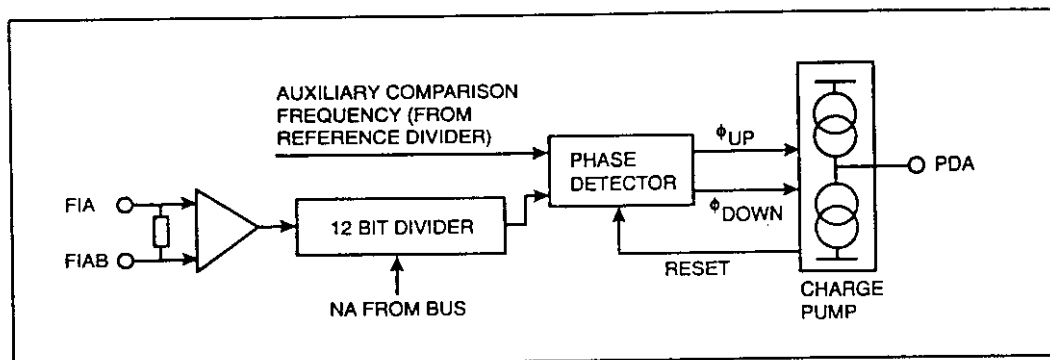 AUXILIARY COMPARISON
FREQUENCY (FROM
REFERENCE DIVIDER)
PHASE
DETECTOR
ϕUP
ϕDOWN
PDA
FIA
FIAB
12 BIT DIVIDER
RESET
NA FROM BUS
CHARGE
PUMP